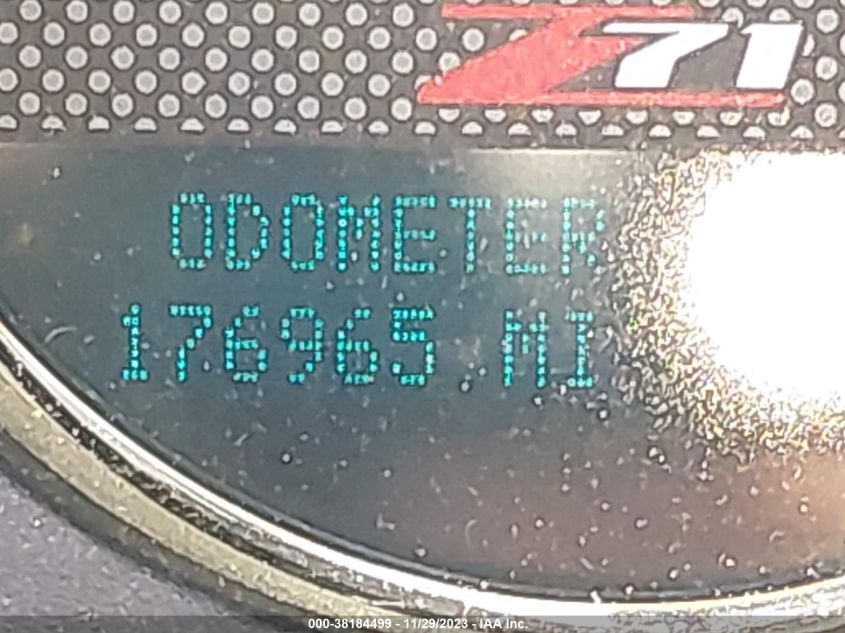 Z71
ODOMETER
176965 MI
000-38184499 - 11/29/2023 - IAA Inc.